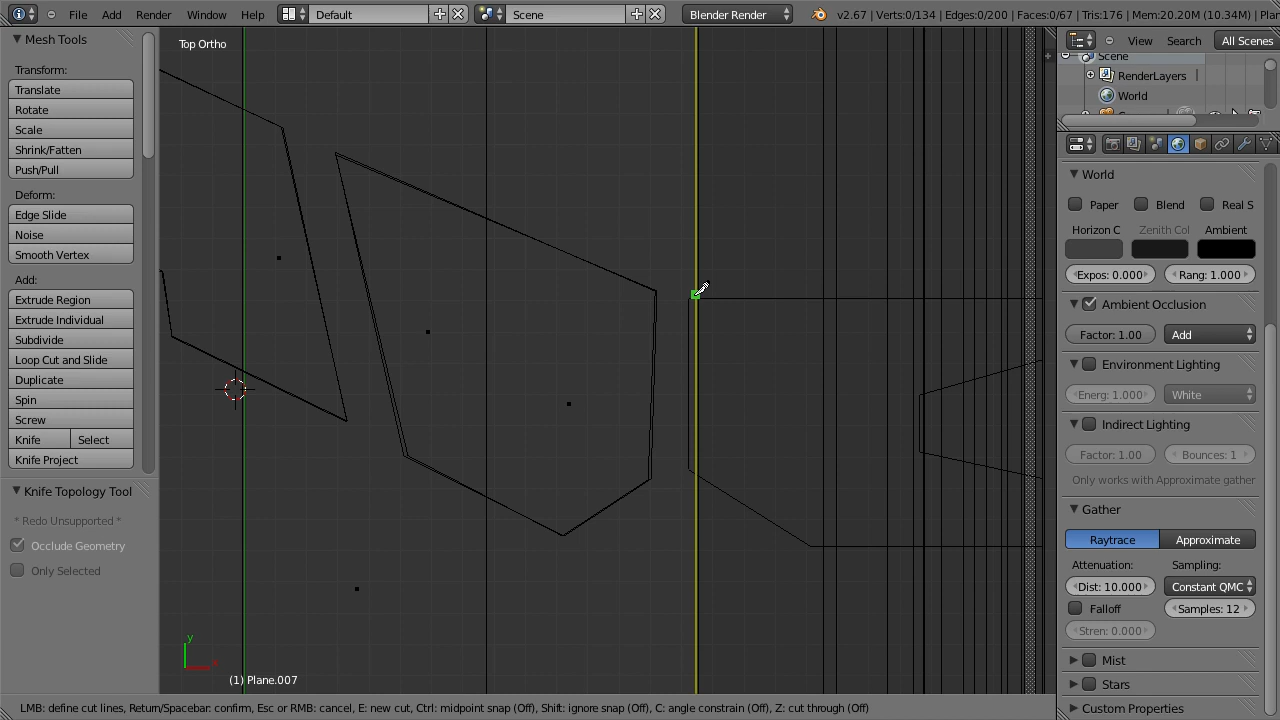 File Add Render Window Help Default Scene Blender Render v2.67 | Verts:0/134 | Edges:0/200 | Faces:0/67 | Tris:176 | Mem:20.20M (10.34M) | Plan
Mesh Tools
Top Ortho
View Search All Scenes
Scene
RenderLayers
World
Transform:
Translate
Rotate
Scale
Shrink/Fatten
Push/Pull
Deform:
Edge Slide
Noise
Smooth Vertex
Add:
Extrude Region
Extrude Individual
Subdivide
Loop Cut and Slide
Duplicate
Spin
Screw
Knife Select
Knife Project
Knife Topology Tool
* Redo Unsupported *
Occlude Geometry
Only Selected
y
x
(1) Plane.007
World
Paper Blend Real S
Horizon C Zenith Col Ambient
Expos: 0.000 Rang: 1.000
Ambient Occlusion
Factor: 1.00 Add
Environment Lighting
Energ: 1.000 White
Indirect Lighting
Factor: 1.00 Bounces: 1
Only works with Approximate gather
Gather
Raytrace Approximate
Attenuation: Sampling:
Dist: 10.000 Constant QMC
Falloff Samples: 12
Stren: 0.000
Mist
Stars
Custom Properties
LMB: define cut lines, Return/Spacebar: confirm, Esc or RMB: cancel, E: new cut, Ctrl: midpoint snap (Off), Shift: ignore snap (Off), C: angle constrain (Off), Z: cut through (Off)